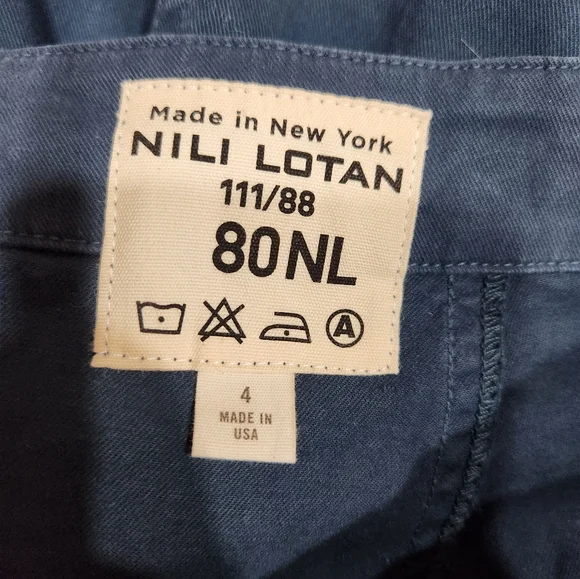 Made in New York
NILI LOTAN
111/88
80NL
A
4
MADE IN
USA